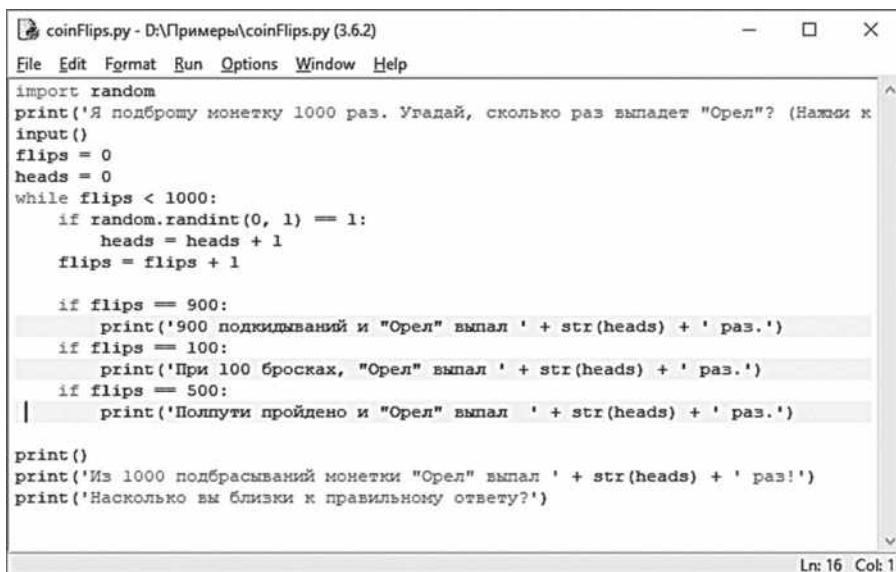 coinFlips.py - D:\Примеры\coinFlips.py (3.6.2)
File Edit Format Run Options Window Help
import random
print('Я подброшу монетку 1000 раз. Угадай, сколько раз выпадет "Орел"? (Нажми к
input()
flips = 0
heads = 0
while flips < 1000:
    if random.randint(0, 1) == 1:
        heads = heads + 1
    flips = flips + 1
    if flips == 900:
        print('900 подкидываний и "Орел" выпал ' + str(heads) + ' раз.')
    if flips == 100:
        print('При 100 бросках, "Орел" выпал ' + str(heads) + ' раз.')
    if flips == 500:
        print('Полпути пройдено и "Орел" выпал  ' + str(heads) + ' раз.')
print()
print('Из 1000 подбрасываний монетки "Орел" выпал ' + str(heads) + ' раз!')
print('Насколько вы близки к правильному ответу?')
Ln: 16 Col: 1